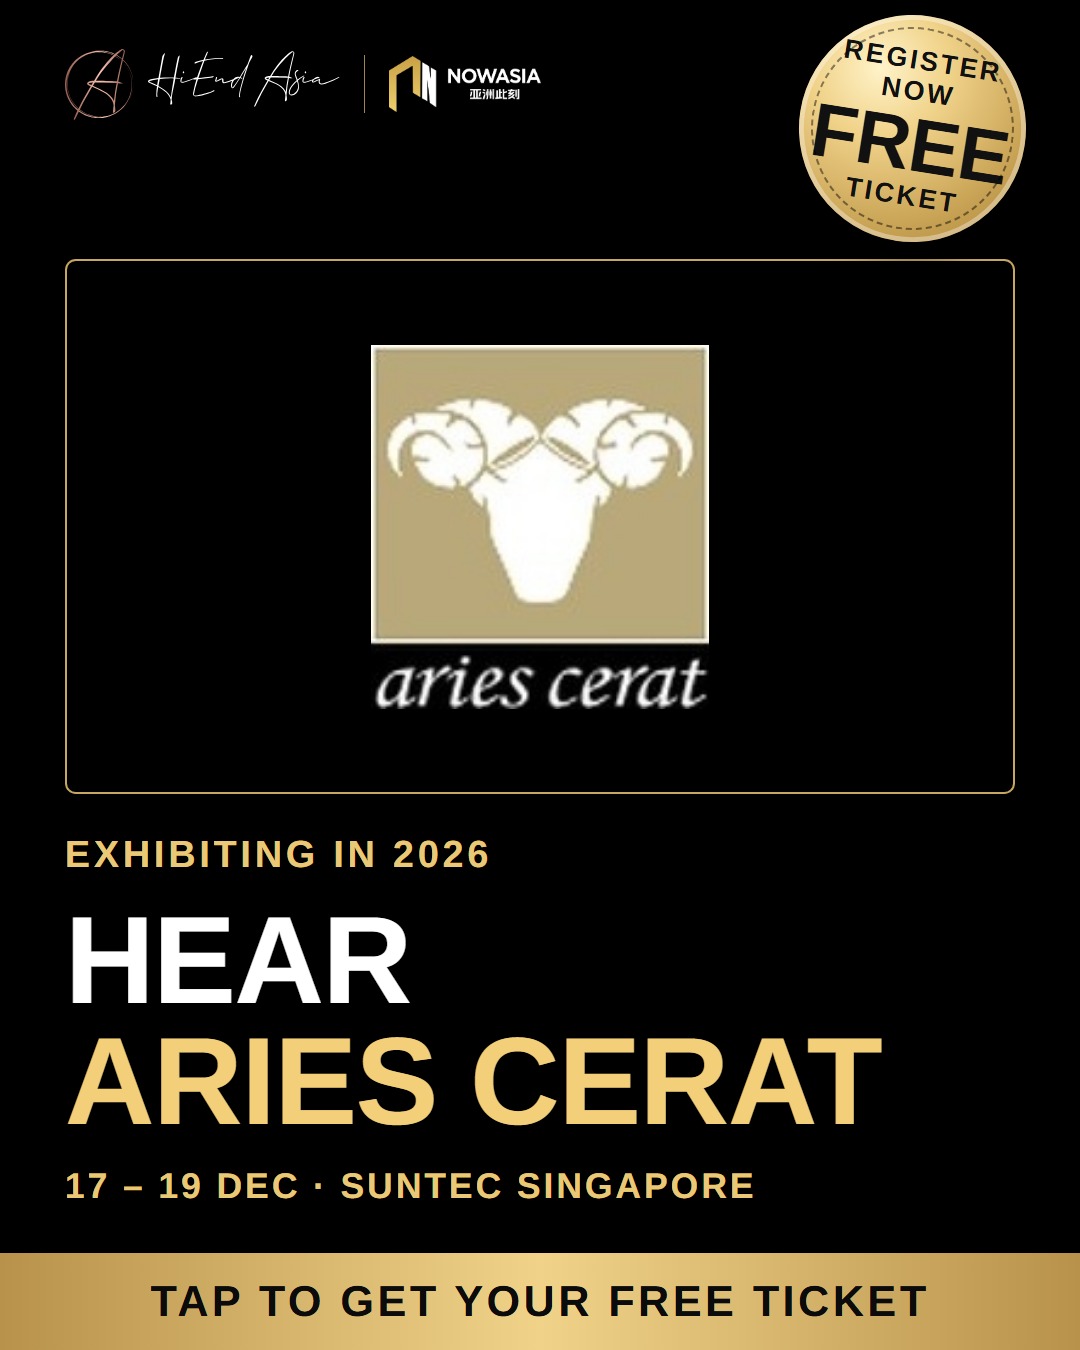 HiEnd Asia
NOWASIA
亚洲此刻
REGISTER
NOW
FREE
TICKET
aries cerat
EXHIBITING IN 2026
HEAR
ARIES CERAT
17 – 19 DEC · SUNTEC SINGAPORE
TAP TO GET YOUR FREE TICKET